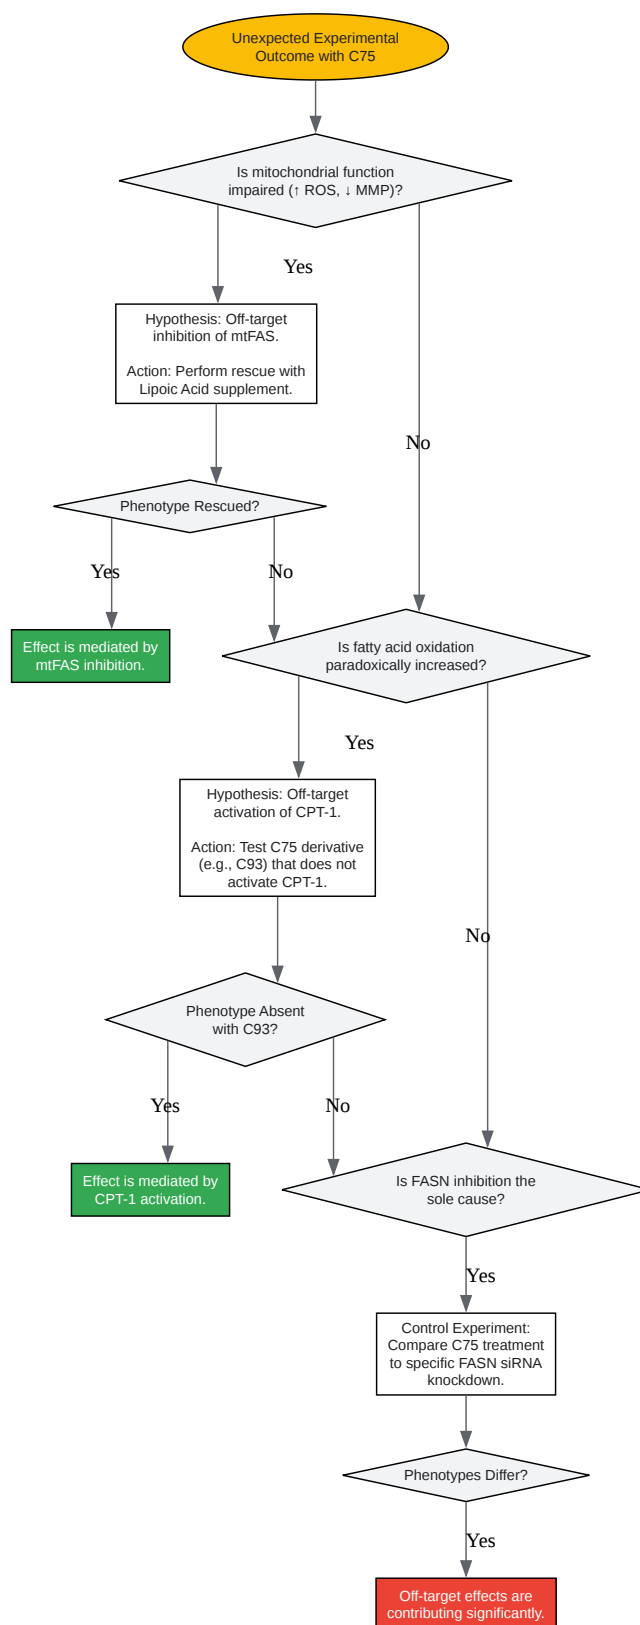 Unexpected Experimental
Outcome with C75
Is mitochondrial function
impaired (↑ ROS, ↓ MMP)?
Yes
Hypothesis: Off-target
inhibition of mtFAS.
Action: Perform rescue with
Lipoic Acid supplement.
No
Phenotype Rescued?
Yes
No
Effect is mediated by
mtFAS inhibition.
Is fatty acid oxidation
paradoxically increased?
Yes
Hypothesis: Off-target
activation of CPT-1.
Action: Test C75 derivative
(e.g., C93) that does not
activate CPT-1.
No
Phenotype Absent
with C93?
Yes
No
Effect is mediated by
CPT-1 activation.
Is FASN inhibition the
sole cause?
Yes
Control Experiment:
Compare C75 treatment
to specific FASN siRNA
knockdown.
Phenotypes Differ?
Yes
Off-target effects are
contributing significantly.